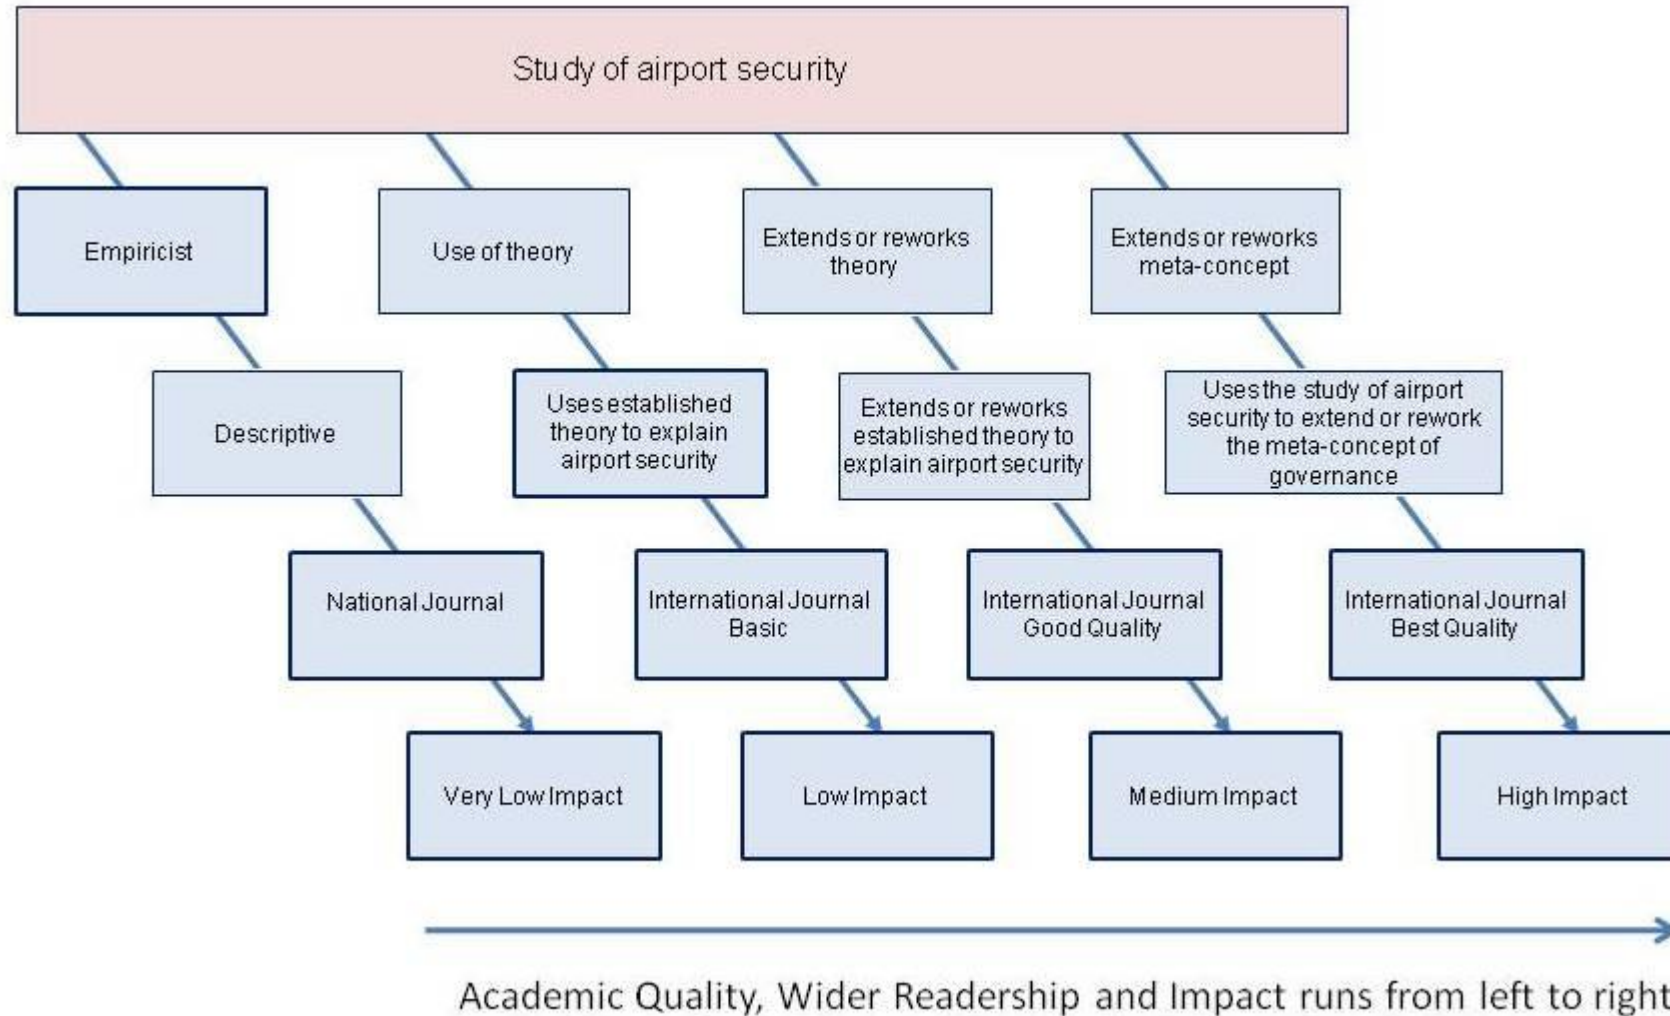 Study of airport security
Empiricist
Use of theory
Extends or reworks
theory
Extends or reworks
meta-concept
Descriptive
Uses established
theory to explain
airport security
Extends or reworks
established theory to
explain airport security
Uses the study of airport
security to extend or rework
the meta-concept of
governance
National Journal
International Journal
Basic
International Journal
Good Quality
International Journal
Best Quality
Very Low Impact
Low Impact
Medium Impact
High Impact
Academic Quality, Wider Readership and Impact runs from left to right